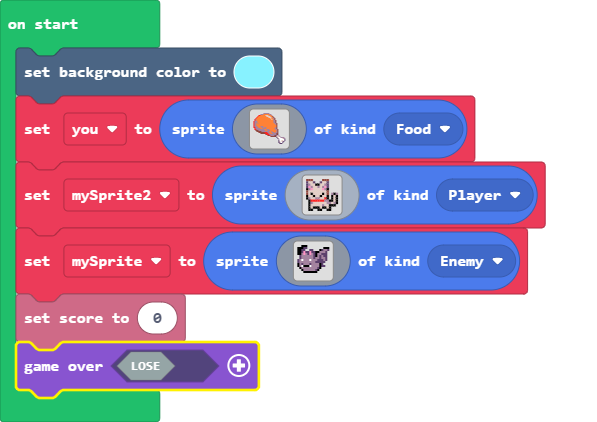 on start
set background color to
set you to sprite of kind Food
set mySprite2 to sprite of kind Player
set mySprite to sprite of kind Enemy
set score to 0
game over LOSE